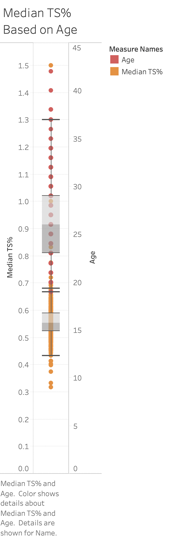 Median TS%
Based on Age
Measure Names
Age
Median TS%
45
1.5
40
1.4
1.3
35
1.2
1.1
30
1.0
0.9
25
0.8
0.7
20
0.6
15
0.5
0.4
10
0.3
0.2
5
0.1
0.0
0
Median TS%
Age
Median TS% and
Age. Color shows
details about
Median TS% and
Age. Details are
shown for Name.